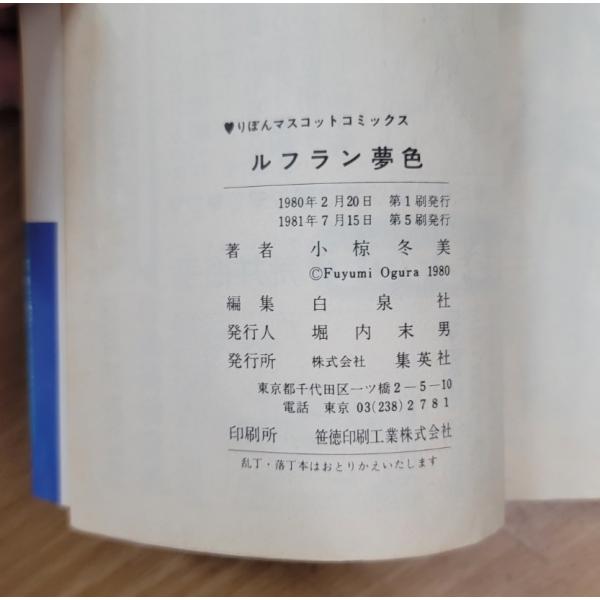 ♥りぼんマスコットコミックス
ルフラン夢色
1980年2月20日 第1刷発行
1981年7月15日 第5刷発行
著者 小椋冬美
©Fuyumi Ogura 1980
編集 白泉社
発行人 堀内末男
発行所 株式会社 集英社
東京都千代田区一ツ橋2−5−10
電話 東京 03(238)2781
印刷所 笹徳印刷工業株式会社
乱丁・落丁本はおとりかえいたします